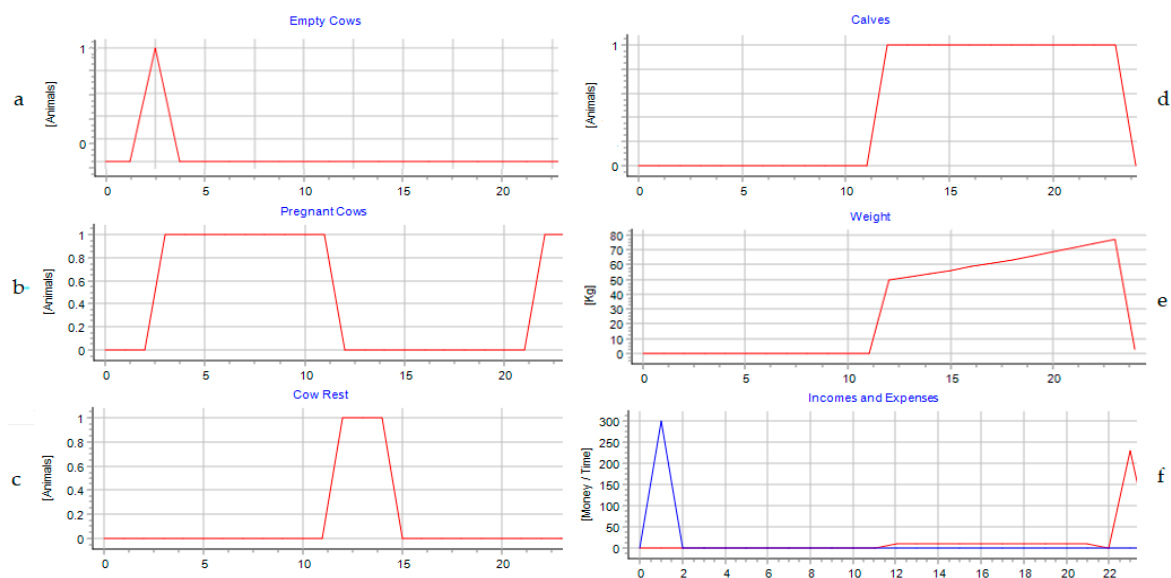 Empty Cows
1
0
[Animals]
0 5 10 15 20
a
Pregnant Cows
1
0.8
0.6
0.4
0.2
0
[Animals]
0 5 10 15 20
b
Cow Rest
1
0.8
0.6
0.4
0.2
0
[Animals]
0 5 10 15 20
c
Calves
1
0
[Animals]
0 5 10 15 20
d
Weight
80
70
60
50
40
30
20
10
0
[Kg]
0 5 10 15 20
e
Incomes and Expenses
300
250
200
150
100
50
0
[Money / Time]
0 2 4 6 8 10 12 14 16 18 20 22
f